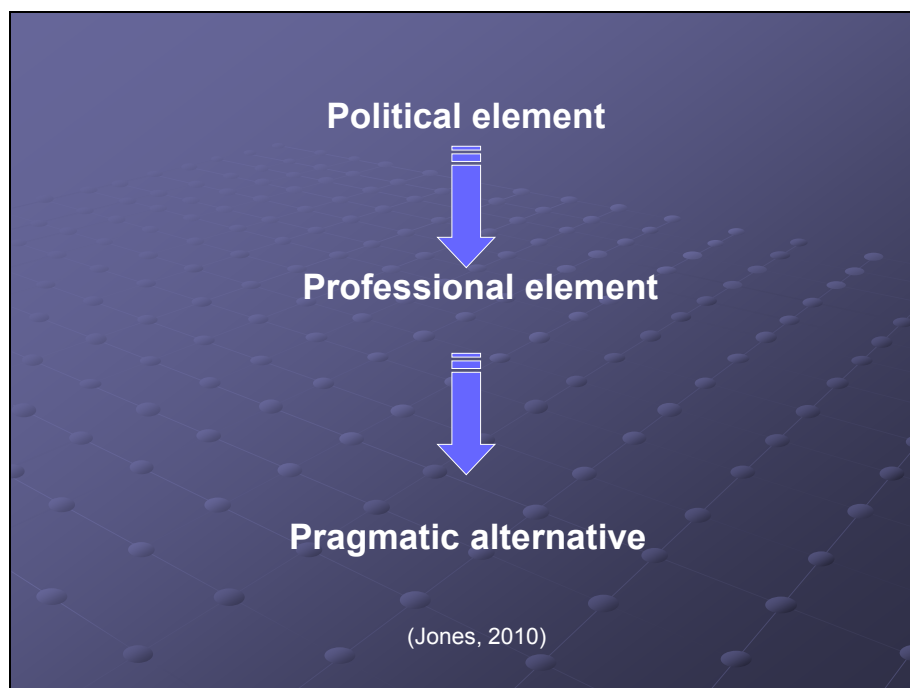 Political element
Professional element
Pragmatic alternative
(Jones, 2010)